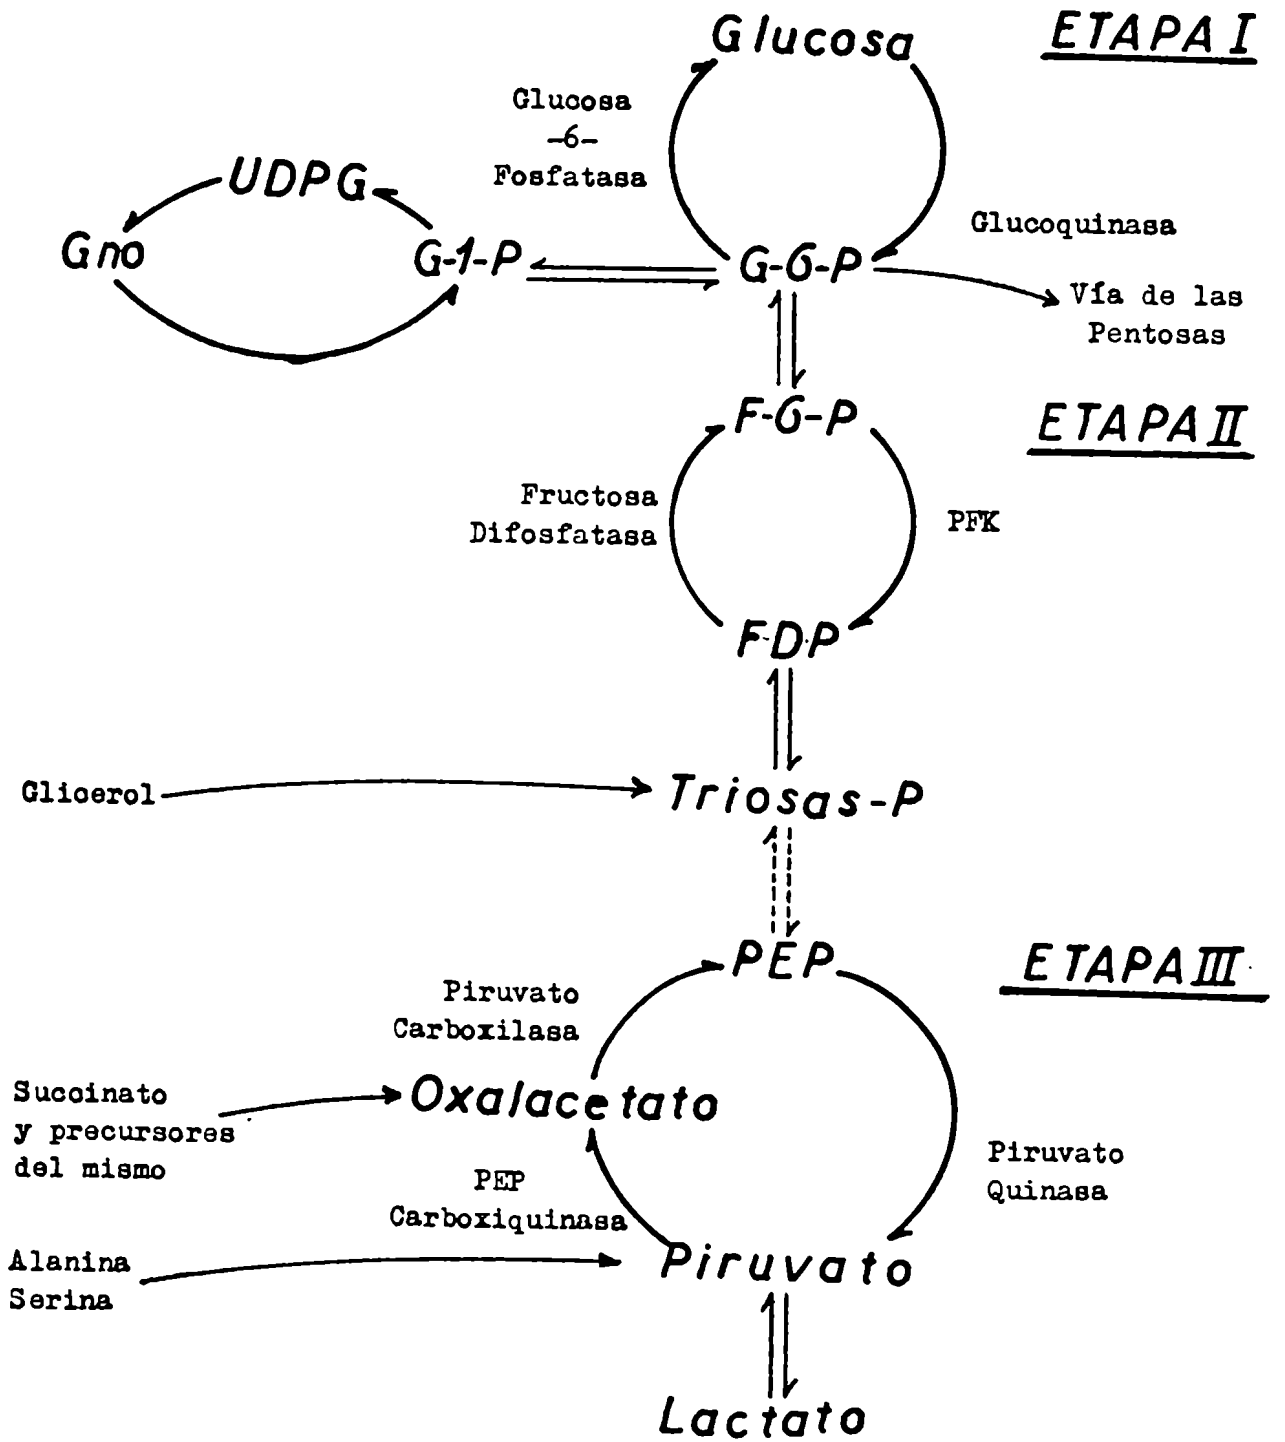 Glucosa
ETAPA I
Glucosa
-6-
Fosfatasa
UDPG
Gno
G-1-P
G-6-P
Glucoquinasa
Vía de las
Pentosas
F-6-P
ETAPA II
Fructosa
Difosfatasa
PFK
FDP
Glicerol
Triosas-P
PEP
ETAPA III
Piruvato
Carboxilasa
Oxalacetato
Succinato
y precursores
del mismo
PEP
Carboxiquinasa
Piruvato
Quinasa
Alanina
Serina
Piruvato
Lactato